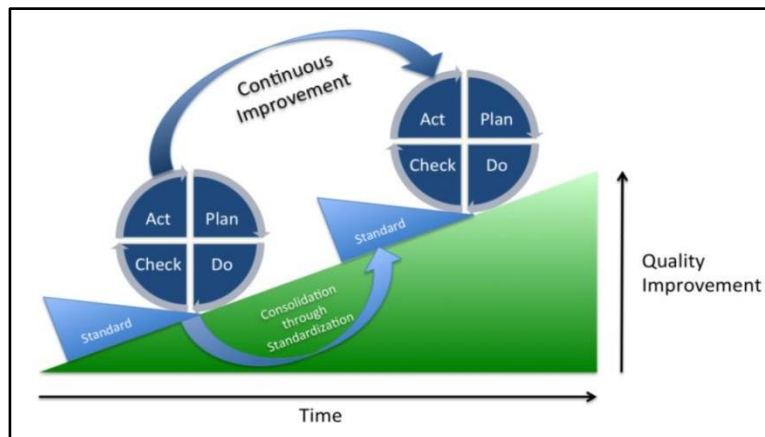 Continuous
Improvement
Act
Plan
Check
Do
Standard
Act
Plan
Check
Do
Standard
Consolidation
through
Standardization
Quality
Improvement
Time